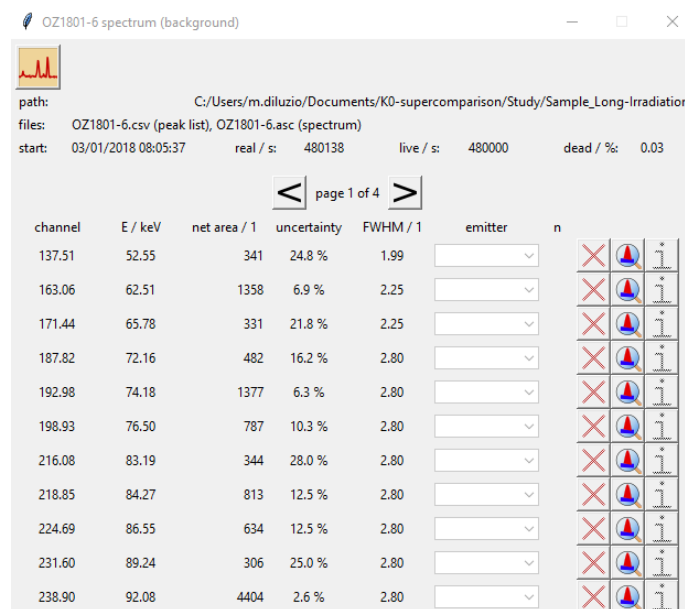 OZ1801-6 spectrum (background)
path: C:/Users/m.diluzio/Documents/K0-supercomparison/Study/Sample_Long-Irradiation
files: OZ1801-6.csv (peak list), OZ1801-6.asc (spectrum)
start: 03/01/2018 08:05:37 real / s: 480138 live / s: 480000 dead / %: 0.03
< page 1 of 4 >
channel E / keV net area / 1 uncertainty FWHM / 1 emitter n
137.51 52.55 341 24.8 % 1.99
163.06 62.51 1358 6.9 % 2.25
171.44 65.78 331 21.8 % 2.25
187.82 72.16 482 16.2 % 2.80
192.98 74.18 1377 6.3 % 2.80
198.93 76.50 787 10.3 % 2.80
216.08 83.19 344 28.0 % 2.80
218.85 84.27 813 12.5 % 2.80
224.69 86.55 634 12.5 % 2.80
231.60 89.24 306 25.0 % 2.80
238.90 92.08 4404 2.6 % 2.80